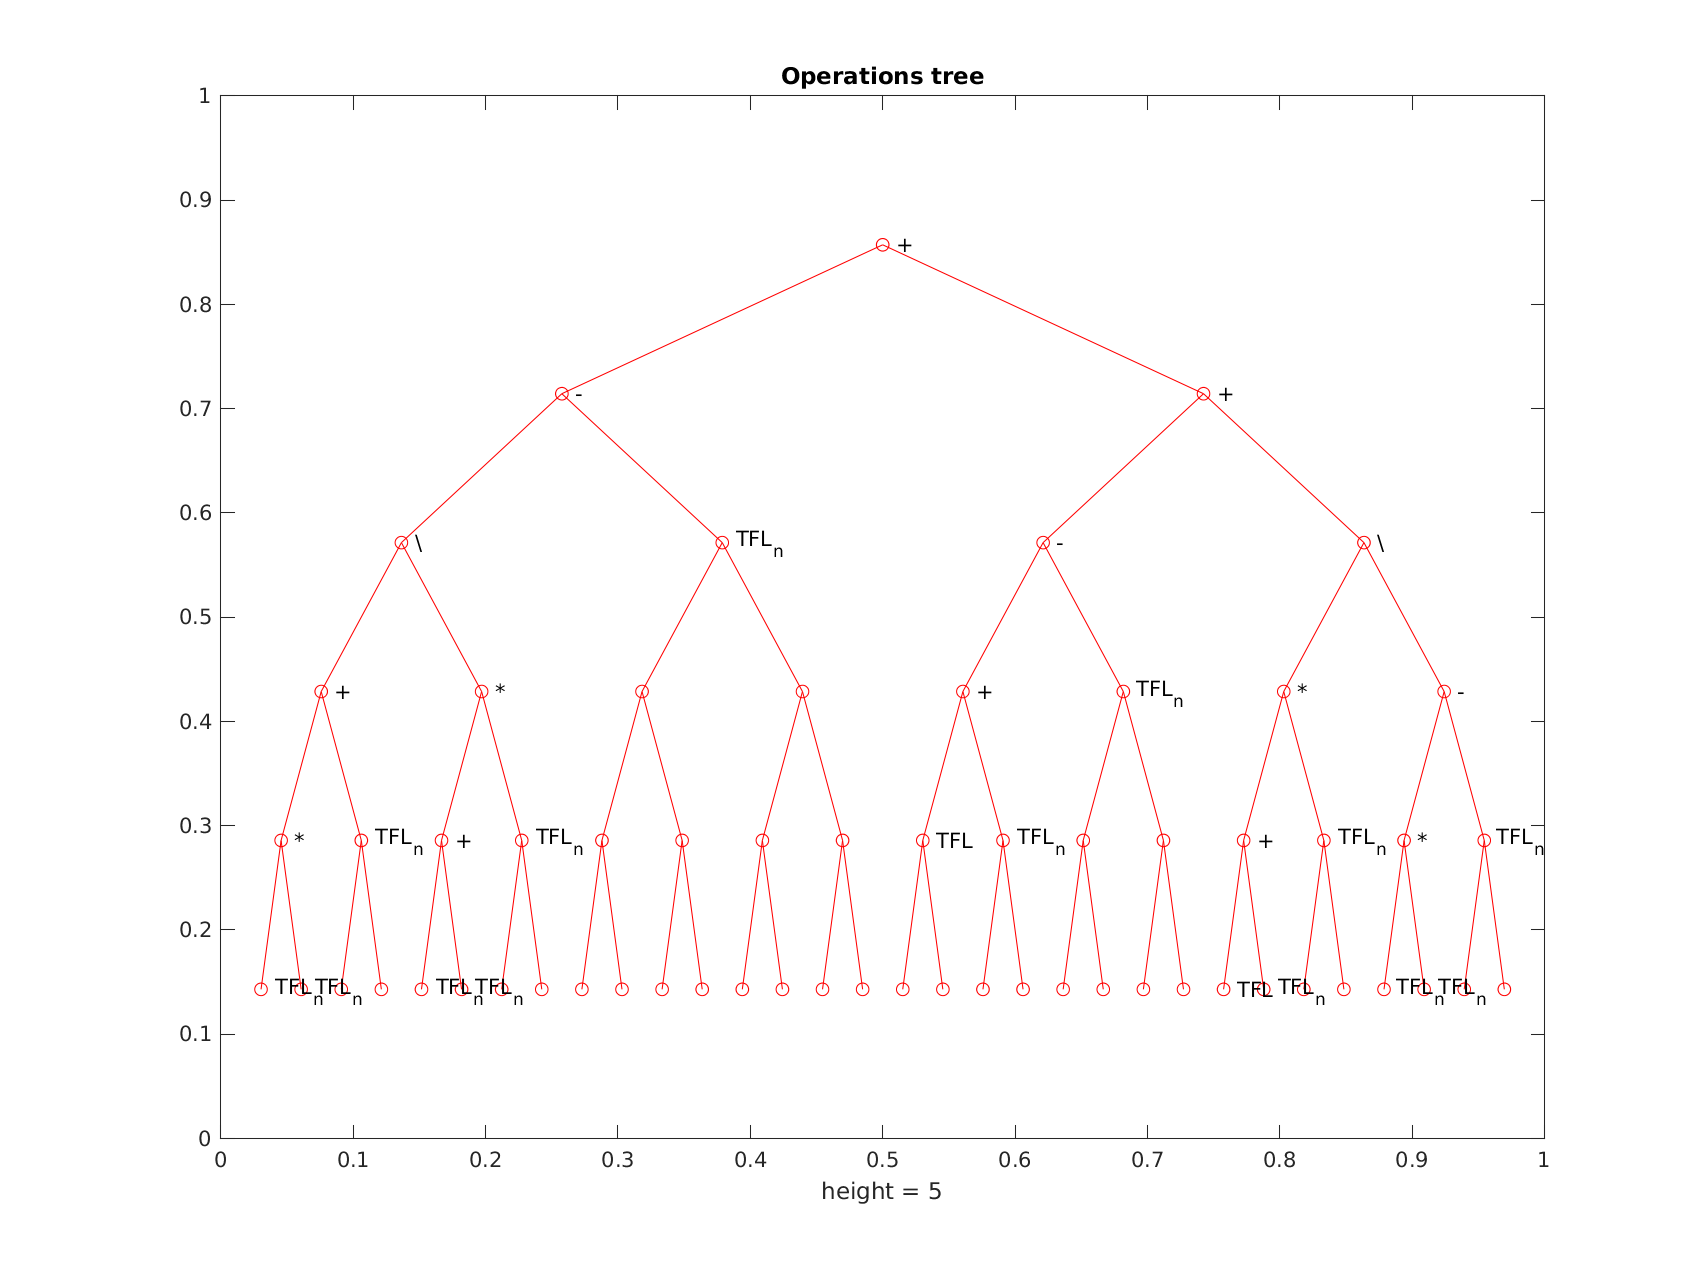 Operations tree
1
0.9
+
0.8
- +
0.7
0.6
\ TFLn - \
0.5
+ * + TFLn * -
0.4
0.3
* TFLn + TFLn TFL TFLn + TFLn * TFLn
0.2
TFLn TFLn TFLn TFLn TFL TFLn TFLn TFLn
0.1
0
0 0.1 0.2 0.3 0.4 0.5 0.6 0.7 0.8 0.9 1
height = 5